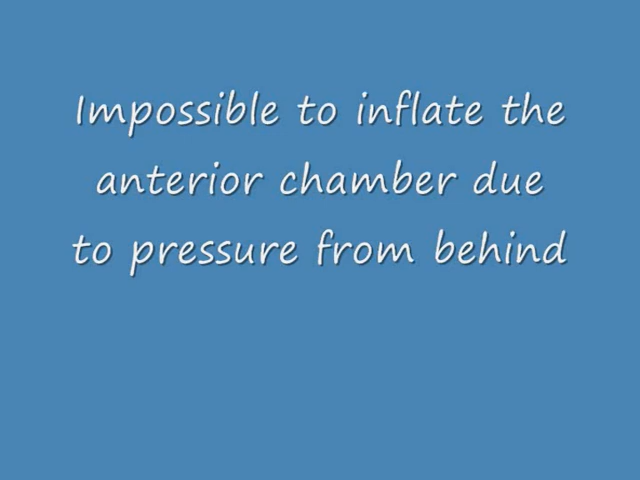 Impossible to inflate the
anterior chamber due
to pressure from behind